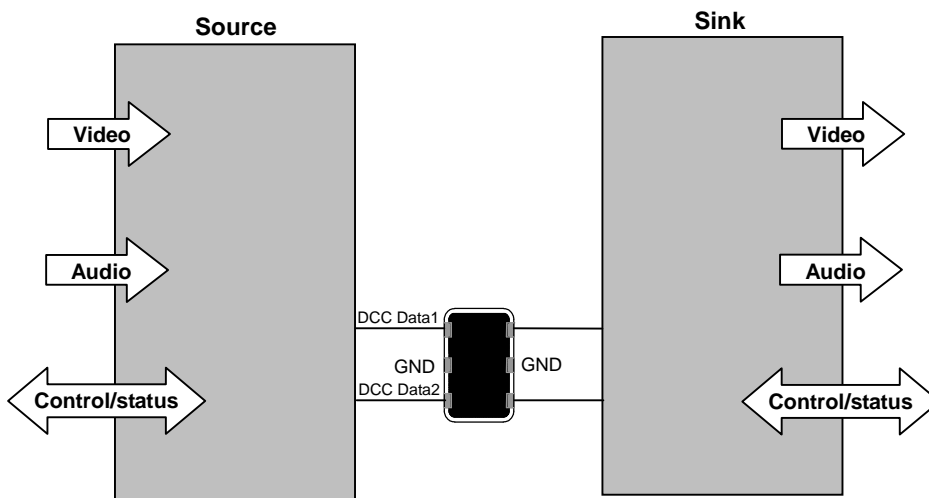 Source
Sink
Video
Video
Audio
Audio
DCC Data1
GND
GND
DCC Data2
Control/status
Control/status